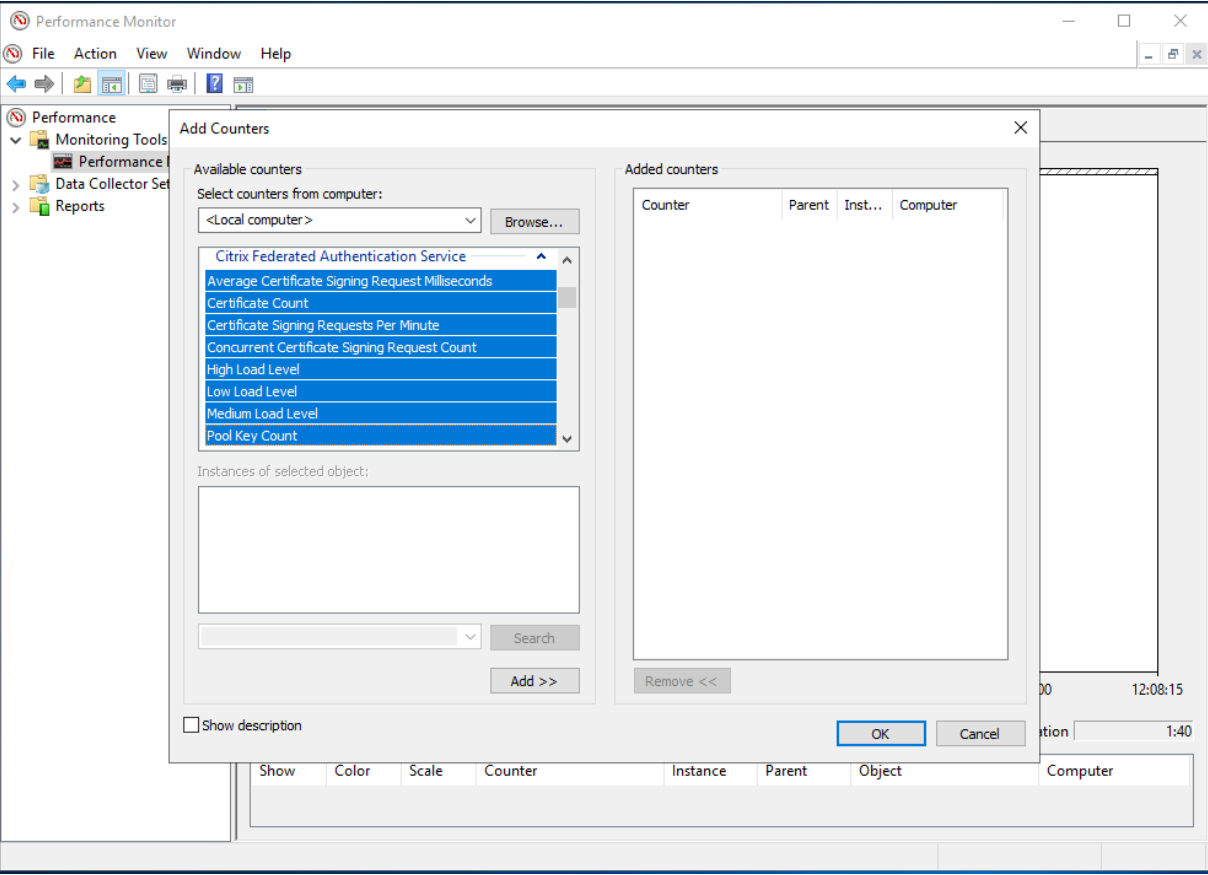 Performance Monitor
File Action View Window Help
Performance
Monitoring Tools
Performance
Data Collector Set
Reports
Add Counters
Available counters
Select counters from computer:
<Local computer>
Browse...
Citrix Federated Authentication Service
Average Certificate Signing Request Milliseconds
Certificate Count
Certificate Signing Requests Per Minute
Concurrent Certificate Signing Request Count
High Load Level
Low Load Level
Medium Load Level
Pool Key Count
Instances of selected object:
Search
Add >>
Show description
Added counters
Counter Parent Inst... Computer
Remove <<
OK Cancel
00 12:08:15
ation 1:40
Show Color Scale Counter Instance Parent Object Computer